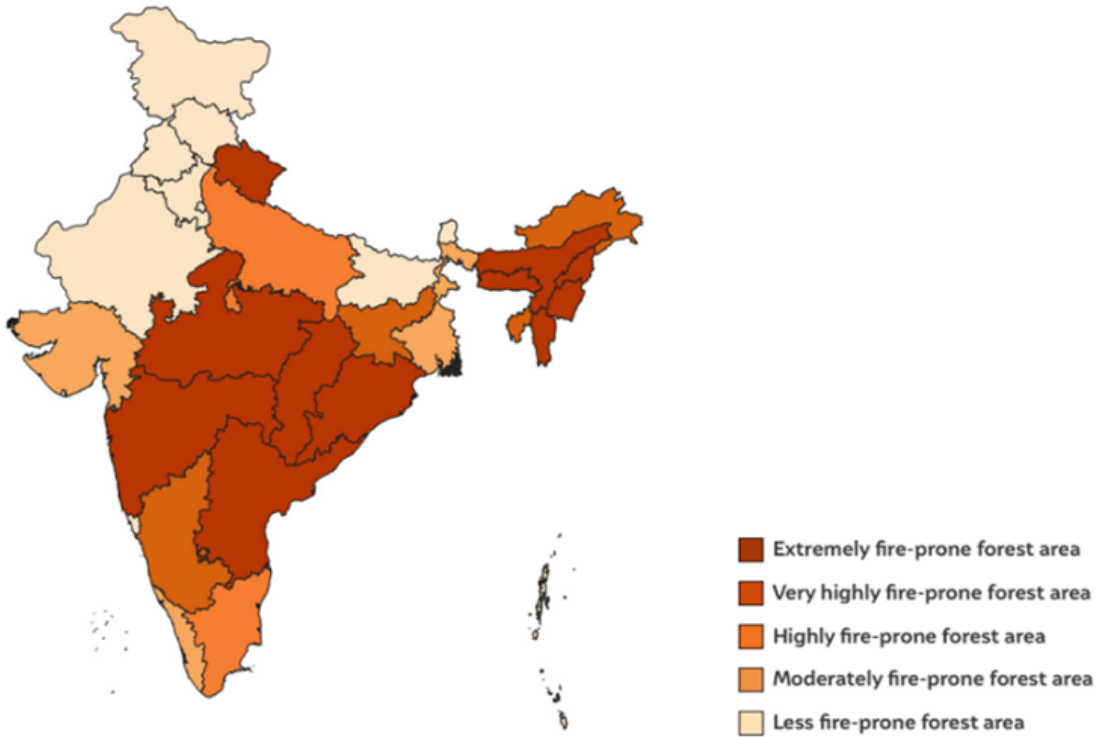 Extremely fire-prone forest area
Very highly fire-prone forest area
Highly fire-prone forest area
Moderately fire-prone forest area
Less fire-prone forest area